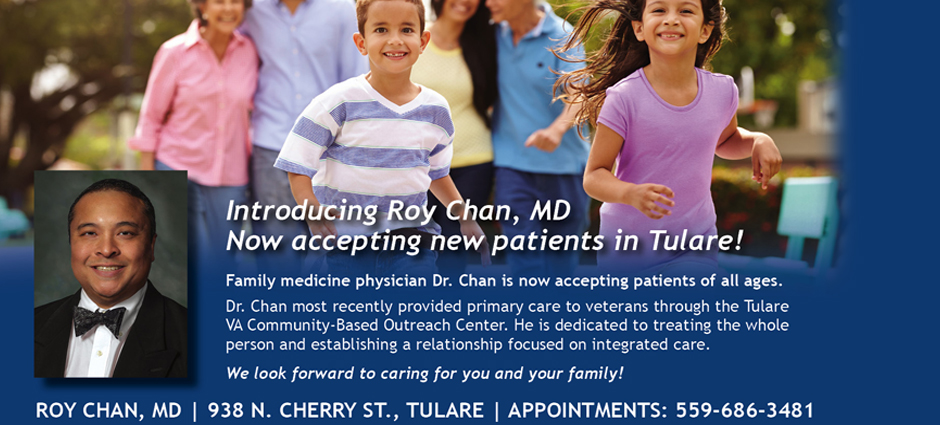 Introducing Roy Chan, MD
Now accepting new patients in Tulare!
Family medicine physician Dr. Chan is now accepting patients of all ages.
Dr. Chan most recently provided primary care to veterans through the Tulare
VA Community-Based Outreach Center. He is dedicated to treating the whole
person and establishing a relationship focused on integrated care.
We look forward to caring for you and your family!
ROY CHAN, MD | 938 N. CHERRY ST., TULARE | APPOINTMENTS: 559-686-3481